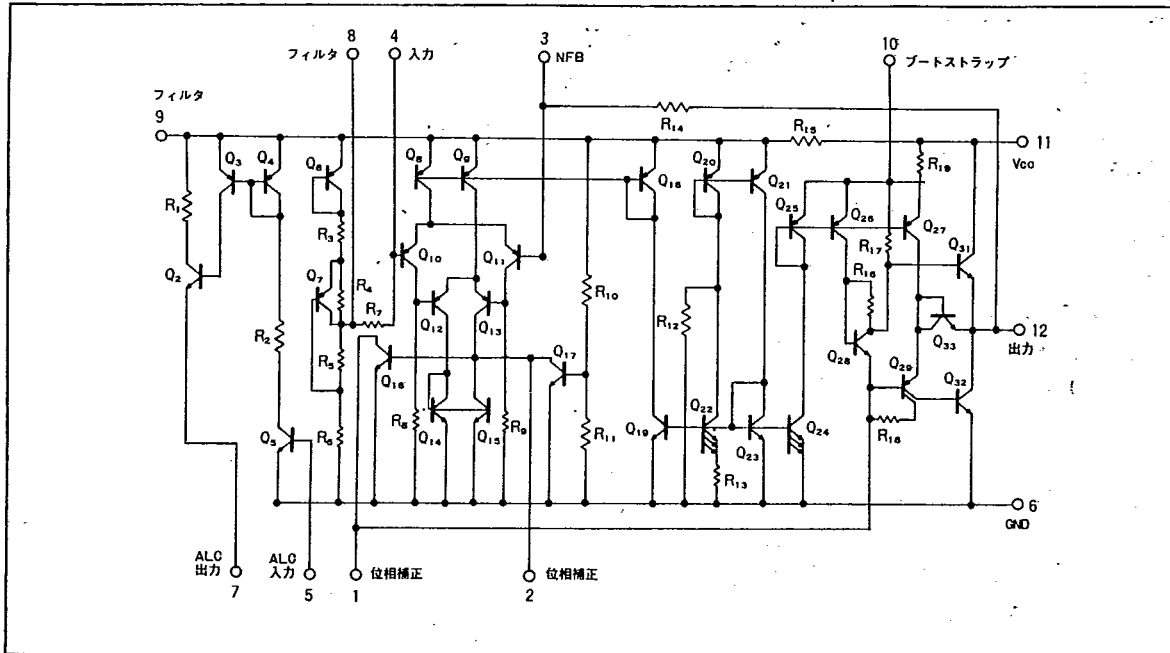 8
フィルタ
4
入力
3
NFB
10
ブートストラップ
フィルタ
9
R14
R15
11
Vcc
Q3
Q4
Q6
Q8
Q9
Q18
Q20
Q21
R19
Q25
Q26
Q27
R1
R3
R17
Q31
Q2
Q7
R4
R7
Q10
Q11
R10
R16
R2
Q12
Q13
R12
Q33
12
出力
R5
Q16
Q17
Q28
Q29
Q32
Q5
R6
R8
Q14
Q15
R9
R11
Q19
Q22
Q23
Q24
R18
R13
6
GND
ALC
出力
7
ALC
入力
5
位相補正
1
位相補正
2